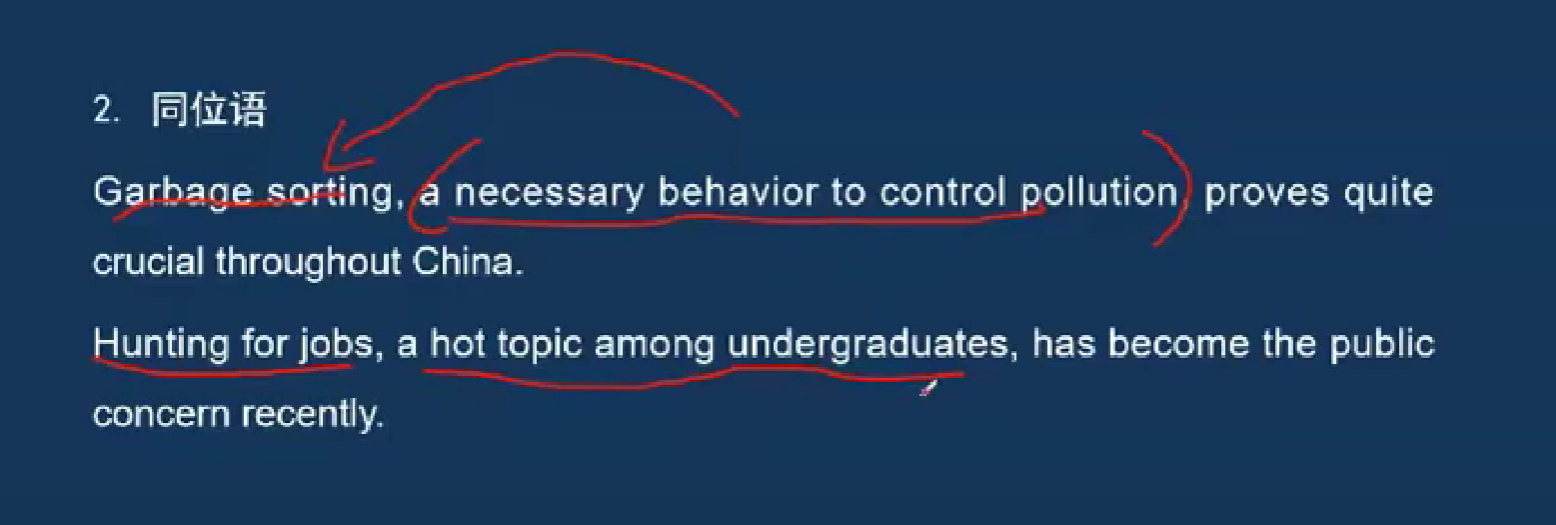 2. 同位语
Garbage sorting, a necessary behavior to control pollution, proves quite
crucial throughout China.
Hunting for jobs, a hot topic among undergraduates, has become the public
concern recently.